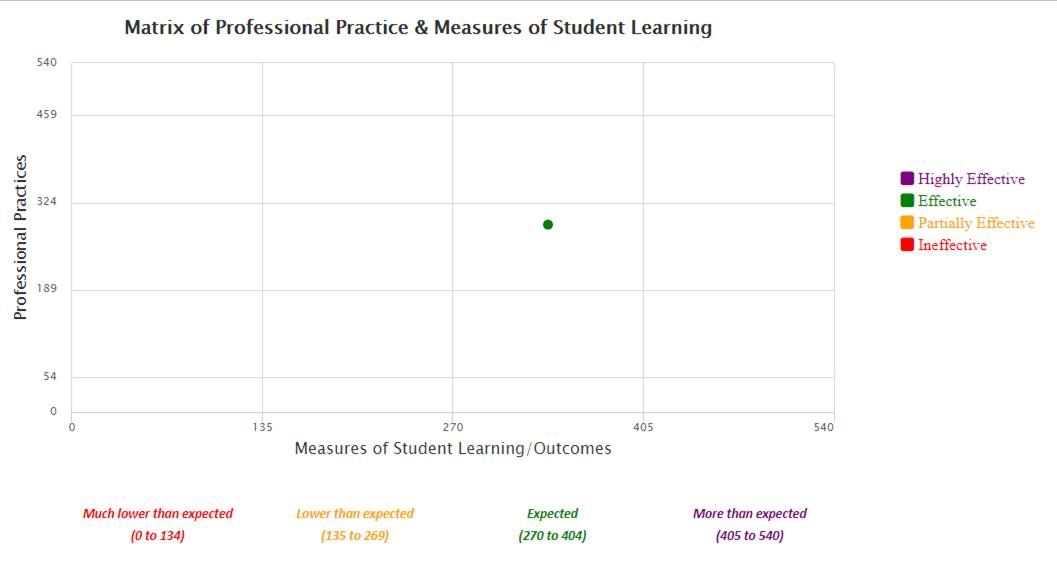 Matrix of Professional Practice & Measures of Student Learning
Professional Practices
540
459
324
189
54
0
0 135 270 405 540
Measures of Student Learning/Outcomes
Highly Effective
Effective
Partially Effective
Ineffective
Much lower than expected
(0 to 134)
Lower than expected
(135 to 269)
Expected
(270 to 404)
More than expected
(405 to 540)